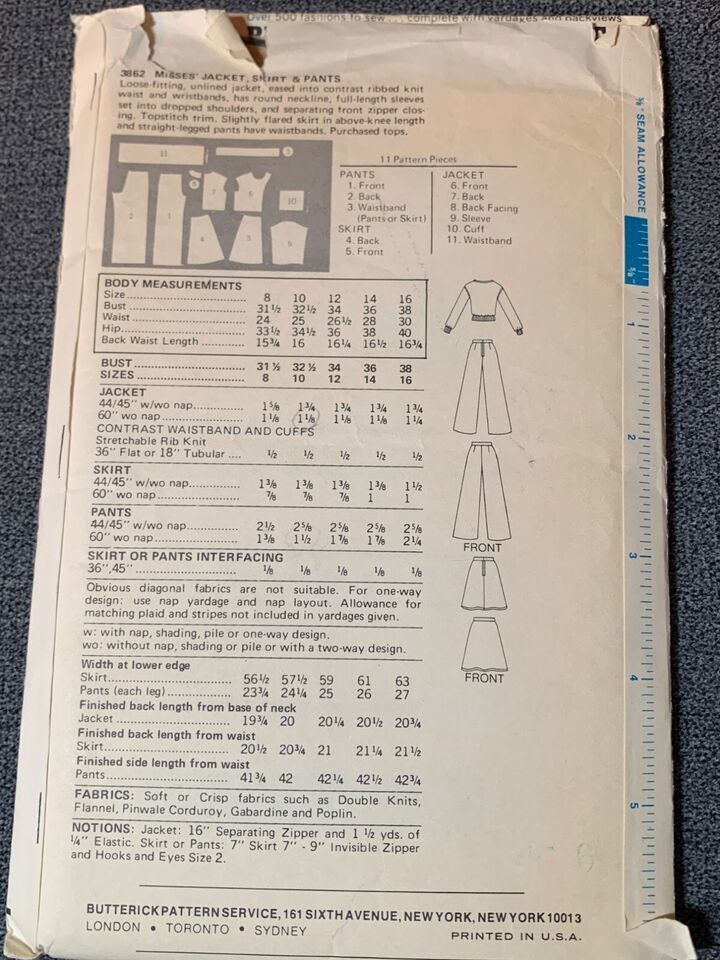 Over 500 fashions to sew... complete with yardages and backviews
3862 MISSES' JACKET, SKIRT & PANTS
Loose-fitting, unlined jacket, eased into contrast ribbed knit
waist and wristbands, has round neckline, full-length sleeves
set into dropped shoulders, and separating front zipper clos-
ing. Topstitch trim. Slightly flared skirt in above-knee length
and straight-legged pants have waistbands. Purchased tops.
11 Pattern Pieces
PANTS
1. Front
2. Back
3. Waistband
(Pants or Skirt)
SKIRT
4. Back
5. Front
JACKET
6. Front
7. Back
8. Back Facing
9. Sleeve
10. Cuff
11. Waistband
11 3
2 1 8 7 6 10
4 5 9
BODY MEASUREMENTS
Size 8 10 12 14 16
Bust 31½ 32½ 34 36 38
Waist 24 25 26½ 28 30
Hip 33½ 34½ 36 38 40
Back Waist Length 15¾ 16 16¼ 16½ 16¾
BUST 31 ½ 32 ½ 34 36 38
SIZES 8 10 12 14 16
JACKET
44/45" w/wo nap 1⅝ 1¾ 1¾ 1¾ 1¾
60" wo nap 1⅛ 1⅛ 1⅛ 1⅛ 1¼
CONTRAST WAISTBAND AND CUFFS
Stretchable Rib Knit
36" Flat or 18" Tubular ½ ½ ½ ½ ½
SKIRT
44/45" w/wo nap 1⅜ 1⅜ 1⅜ 1⅜ 1½
60" wo nap ⅞ ⅞ ⅞ 1 1
PANTS
44/45" w/wo nap 2½ 2⅝ 2⅝ 2⅝ 2⅝
60" wo nap 1⅜ 1½ 1⅞ 1⅞ 2¼
SKIRT OR PANTS INTERFACING
36", 45" ⅛ ⅛ ⅛ ⅛ ⅛
Obvious diagonal fabrics are not suitable. For one-way
design: use nap yardage and nap layout. Allowance for
matching plaid and stripes not included in yardages given.
w: with nap, shading, pile or one-way design.
wo: without nap, shading or pile or with a two-way design.
Width at lower edge
Skirt 56½ 57½ 59 61 63
Pants (each leg) 23¾ 24¼ 25 26 27
Finished back length from base of neck
Jacket 19¾ 20 20¼ 20½ 20¾
Finished back length from waist
Skirt 20½ 20¾ 21 21¼ 21½
Finished side length from waist
Pants 41¾ 42 42¼ 42½ 42¾
FABRICS: Soft or Crisp fabrics such as Double Knits,
Flannel, Pinwale Corduroy, Gabardine and Poplin.
NOTIONS: Jacket: 16" Separating Zipper and 1 ½ yds. of
¼" Elastic. Skirt or Pants: 7" Skirt 7" - 9" Invisible Zipper
and Hooks and Eyes Size 2.
FRONT
FRONT
⅝" SEAM ALLOWANCE
⅝"
1
2
3
4
5
BUTTERICK PATTERN SERVICE, 161 SIXTH AVENUE, NEW YORK, NEW YORK 10013
LONDON • TORONTO • SYDNEY
PRINTED IN U.S.A.